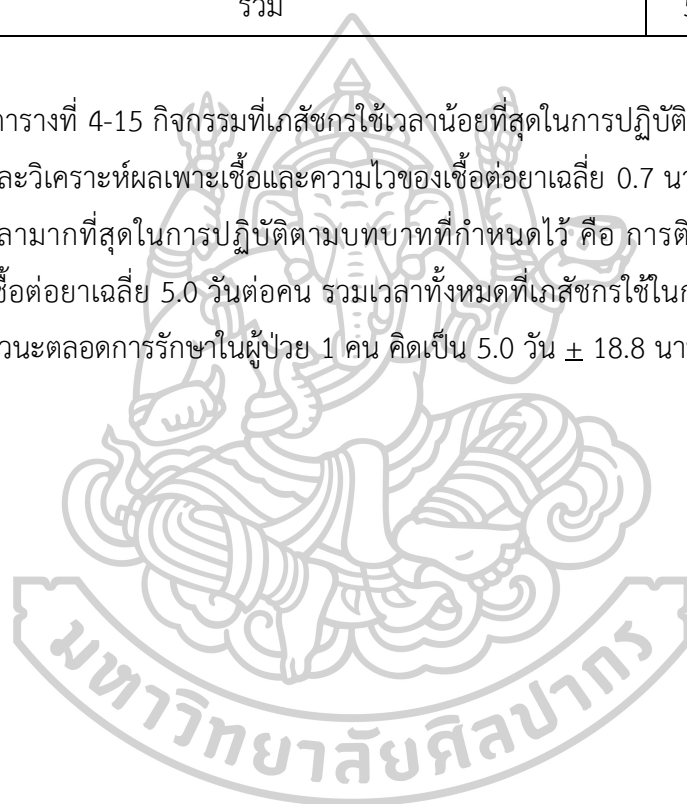 รวม
ตารางที่ 4-15 กิจกรรมที่เภสัชกรใช้เวลาน้อยที่สุดในการปฏิบัติ
ละวิเคราะห์ผลเพาะเชื้อและความไวของเชื้อต่อยาเฉลี่ย 0.7
ลามากที่สุดในการปฏิบัติตามบทบาทที่กำหนดไว้ คือ การ
ชื้อต่อยาเฉลี่ย 5.0 วันต่อคน รวมเวลาทั้งหมดที่เภสัชกรใช้ใน
วนะตลอดการรักษาในผู้ป่วย 1 คน คิดเป็น 5.0 วัน ± 18.8
มหาวิทยาลัยศิลปากร